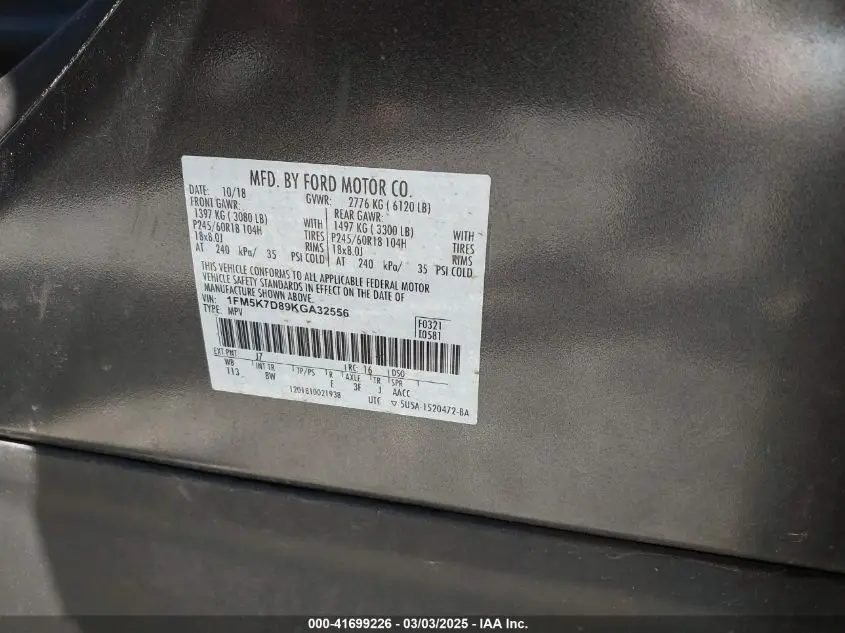 MFD. BY FORD MOTOR CO.
DATE: 10/18 GVWR: 2776 KG ( 6120 LB)
FRONT GAWR: REAR GAWR:
1397 KG ( 3080 LB) WITH 1497 KG ( 3300 LB) WITH
P245/60R18 104H TIRES P245/60R18 104H TIRES
18x8.0J RIMS 18x8.0J RIMS
AT 240 kPa/ 35 PSI COLD AT 240 kPa/ 35 PSI COLD
THIS VEHICLE CONFORMS TO ALL APPLICABLE FEDERAL MOTOR
VEHICLE SAFETY STANDARDS IN EFFECT ON THE DATE OF
MANUFACTURE SHOWN ABOVE.
VIN: 1FM5K7D89KGA32556
TYPE: MPV
F0321
T0581
EXT PNT J7 RC: 16 DSO
WB INT TR TP/PS R AXLE TR SPR
113 BW E 3F J AACC
1201810021938 UTC ▽ 5U5A-1520472-BA
000-41699226 - 03/03/2025 - IAA Inc.